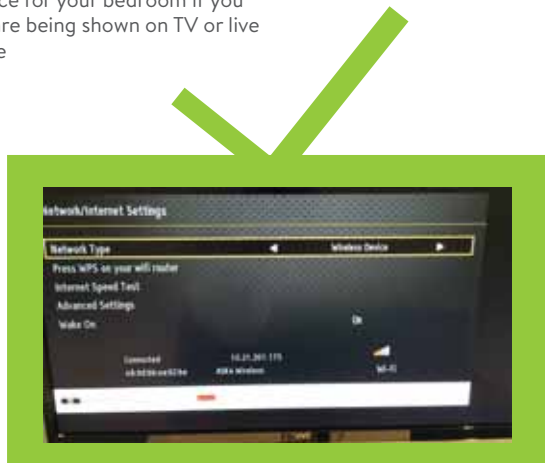 ce for your bedroom if you
re being shown on TV or live
e
Network/Internet Settings
Network Type Wireless Device
Press WPS on your wifi router
Internet Speed Test
Advanced Settings
Wake On On
Connected
Wireless Wi-Fi